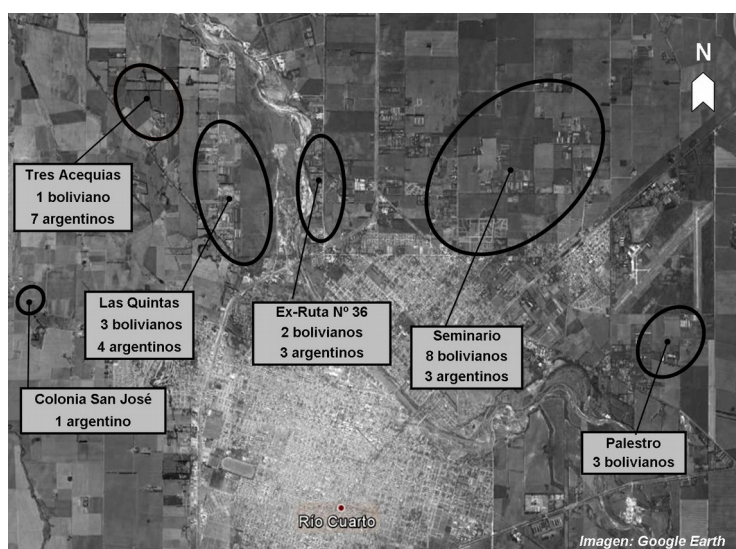 N
Tres Acequias
1 boliviano
7 argentinos
Las Quintas
3 bolivianos
4 argentinos
Ex-Ruta Nº 36
2 bolivianos
3 argentinos
Seminario
8 bolivianos
3 argentinos
Colonia San José
1 argentino
Palestro
3 bolivianos
Río Cuarto
Imagen: Google Earth